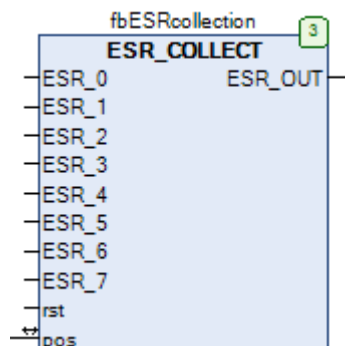 fbESRcollection
3
ESR_COLLECT
ESR_0 ESR_OUT
ESR_1
ESR_2
ESR_3
ESR_4
ESR_5
ESR_6
ESR_7
rst
pos